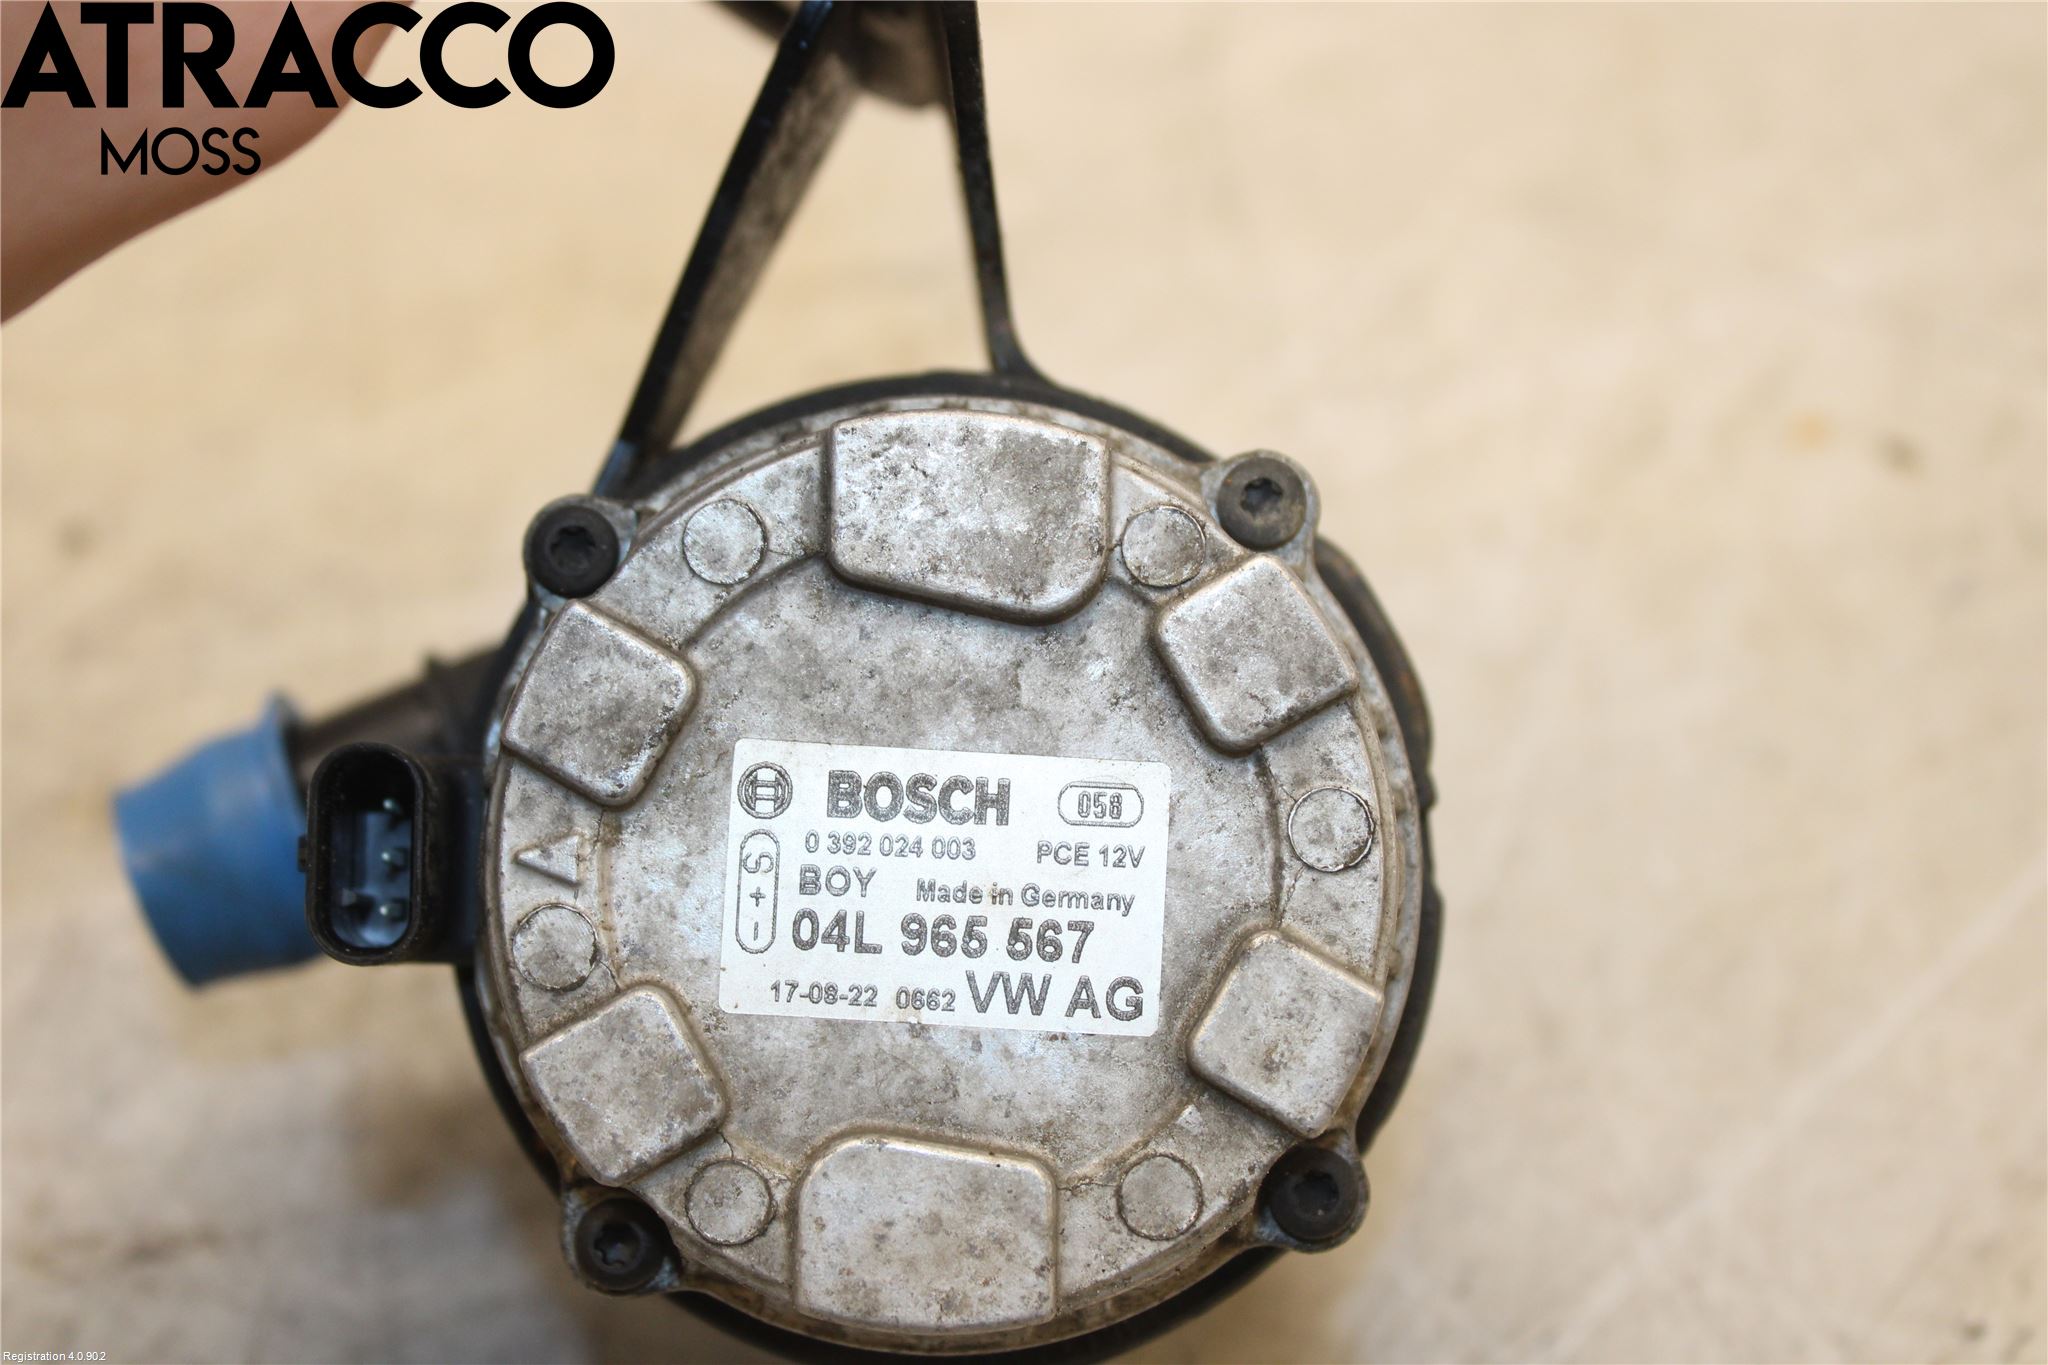 ATRACCO
MOSS
BOSCH 058
0 392 024 003 PCE 12V
BOY Made in Germany
S + -
04L 965 567
17-08-22 0662 VW AG
Registration 4.0.902